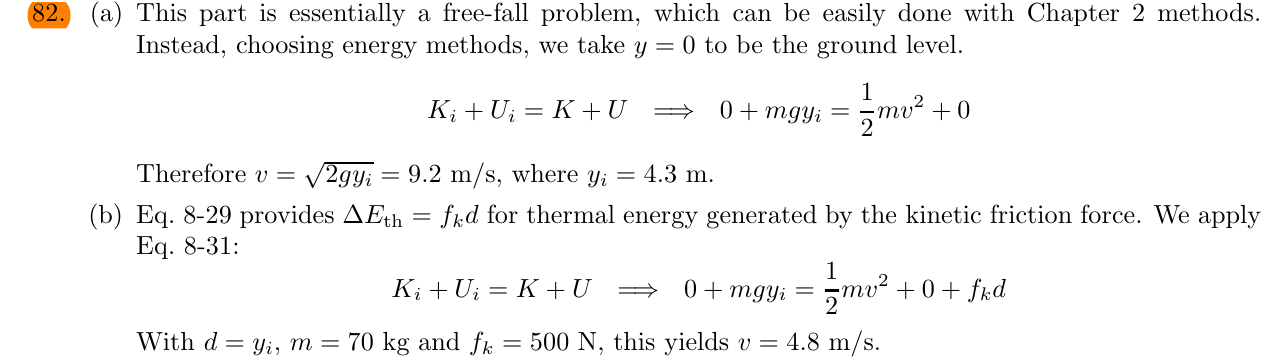 82. (a) This part is essentially a free-fall problem, which can be easily done with Chapter 2 methods.
Instead, choosing energy methods, we take y = 0 to be the ground level.
K_i + U_i = K + U ⟹ 0 + mgy_i = \frac{1}{2}mv^2 + 0
Therefore v = \sqrt{2gy_i} = 9.2 m/s, where y_i = 4.3 m.
(b) Eq. 8-29 provides ΔE_th = f_k d for thermal energy generated by the kinetic friction force. We apply
Eq. 8-31:
K_i + U_i = K + U ⟹ 0 + mgy_i = \frac{1}{2}mv^2 + 0 + f_k d
With d = y_i, m = 70 kg and f_k = 500 N, this yields v = 4.8 m/s.